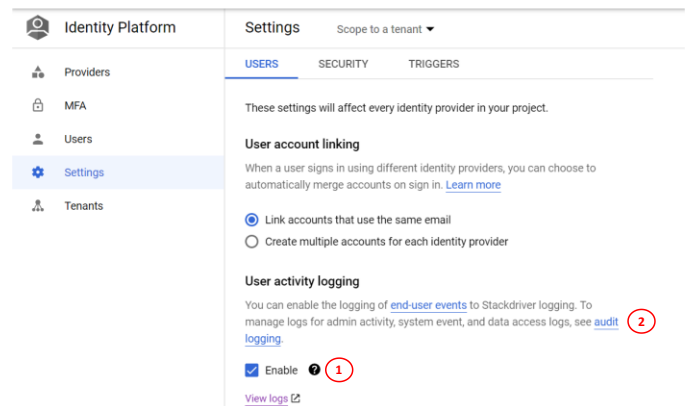 Identity Platform
Settings Scope to a tenant
Providers
MFA
Users
Settings
Tenants
USERS SECURITY TRIGGERS
These settings will affect every identity provider in your project.
User account linking
When a user signs in using different identity providers, you can choose to
automatically merge accounts on sign in. Learn more
Link accounts that use the same email
Create multiple accounts for each identity provider
User activity logging
You can enable the logging of end-user events to Stackdriver logging. To
manage logs for admin activity, system event, and data access logs, see audit 2
logging.
Enable ? 1
View logs